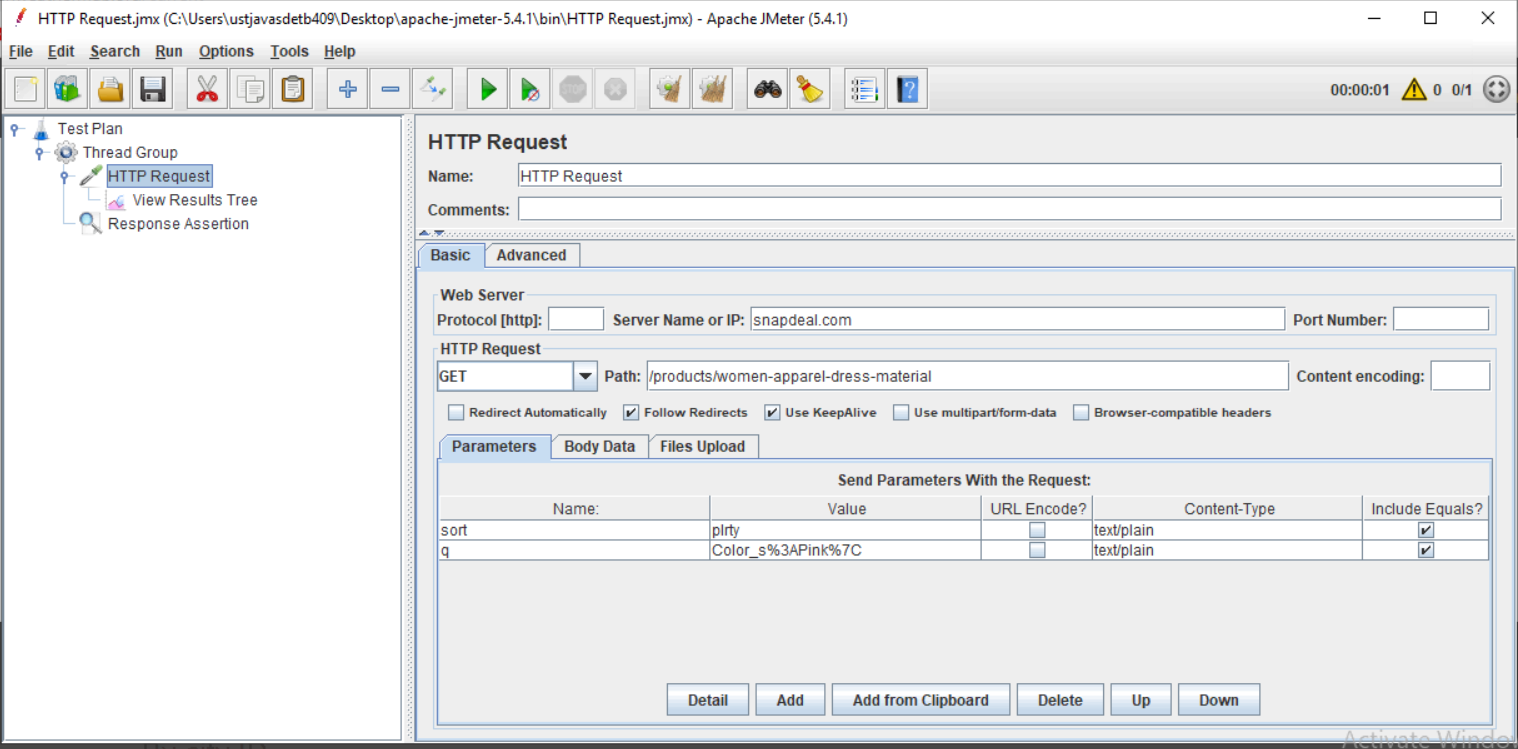 HTTP Request.jmx (C:\Users\ustjavasdetb409\Desktop\apache-jmeter-5.4.1\bin\HTTP Request.jmx) - Apache JMeter (5.4.1)
File Edit Search Run Options Tools Help
STOP 00:00:01 0 0/1
Test Plan
Thread Group
HTTP Request
View Results Tree
Response Assertion
HTTP Request
Name: HTTP Request
Comments:
Basic Advanced
Web Server
Protocol [http]: Server Name or IP: snapdeal.com Port Number:
HTTP Request
GET Path: /products/women-apparel-dress-material Content encoding:
Redirect Automatically Follow Redirects Use KeepAlive Use multipart/form-data Browser-compatible headers
Parameters Body Data Files Upload
Send Parameters With the Request:
Name: Value URL Encode? Content-Type Include Equals?
sort plrty text/plain
q Color_s%3APink%7C text/plain
Detail Add Add from Clipboard Delete Up Down
Activate Windo